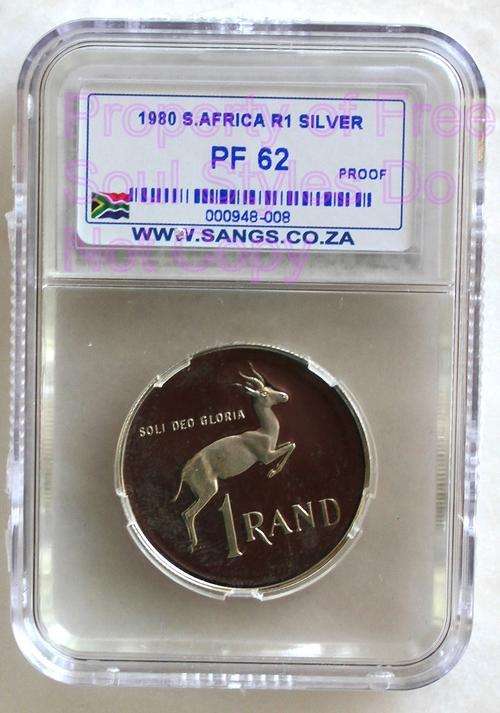 1980 S.AFRICA R1 SILVER
PF 62
PROOF
000948-008
WWW.SANGS.CO.ZA
Property of Free
Soul Styles Do
Not Copy
SOLI DEO GLORIA
1 RAND